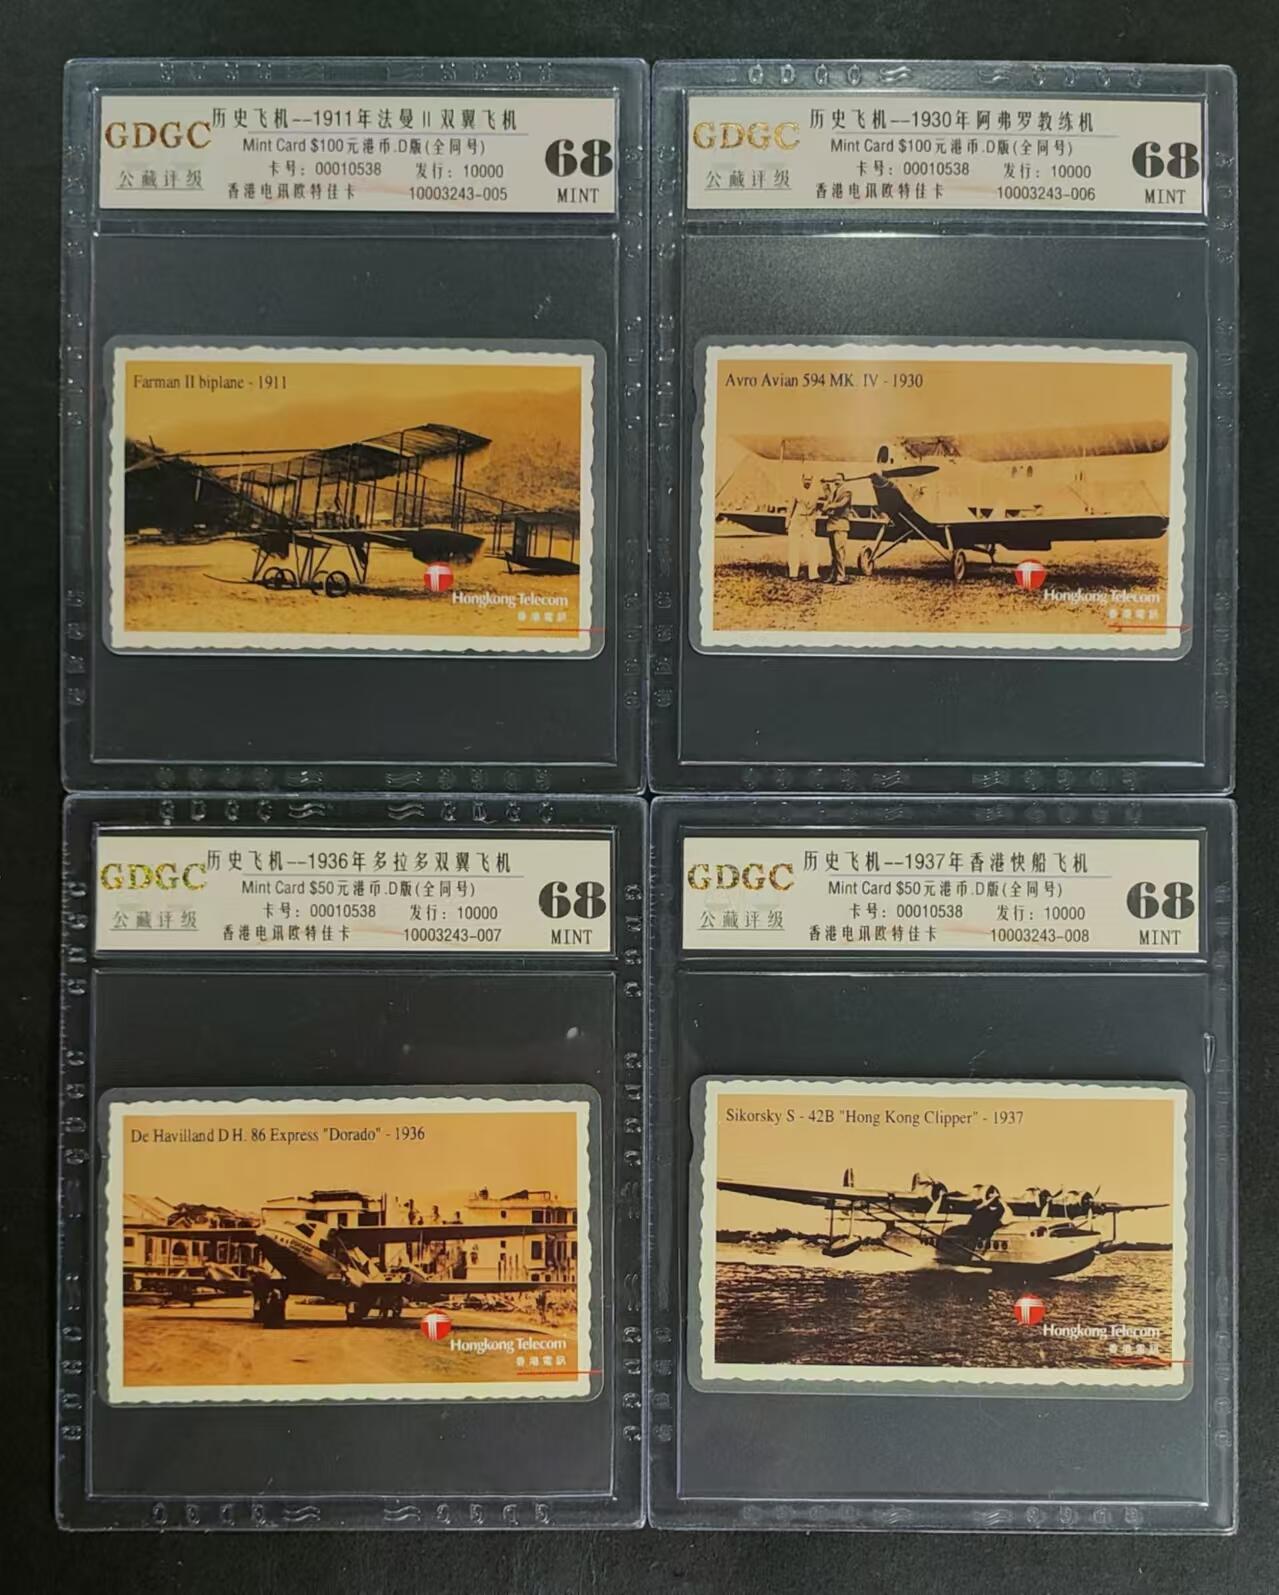 GDGC
公藏评级
历史飞机--1911年法曼II双翼飞机
Mint Card $100元港币.D版(全同号)
卡号: 00010538 发行: 10000
香港电讯欧特佳卡 10003243-005
68
MINT
Farman II biplane - 1911
Hongkong Telecom
香港電訊
GDGC
公藏评级
历史飞机--1930年阿弗罗教练机
Mint Card $100元港币.D版(全同号)
卡号: 00010538 发行: 10000
香港电讯欧特佳卡 10003243-006
68
MINT
Avro Avian 594 MK. IV - 1930
Hongkong Telecom
香港電訊
GDGC
公藏评级
历史飞机--1936年多拉多双翼飞机
Mint Card $50元港币.D版(全同号)
卡号: 00010538 发行: 10000
香港电讯欧特佳卡 10003243-007
68
MINT
De Havilland D H. 86 Express "Dorado" - 1936
Hongkong Telecom
香港電訊
GDGC
公藏评级
历史飞机--1937年香港快船飞机
Mint Card $50元港币.D版(全同号)
卡号: 00010538 发行: 10000
香港电讯欧特佳卡 10003243-008
68
MINT
Sikorsky S - 42B "Hong Kong Clipper" - 1937
Hongkong Telecom
香港電訊